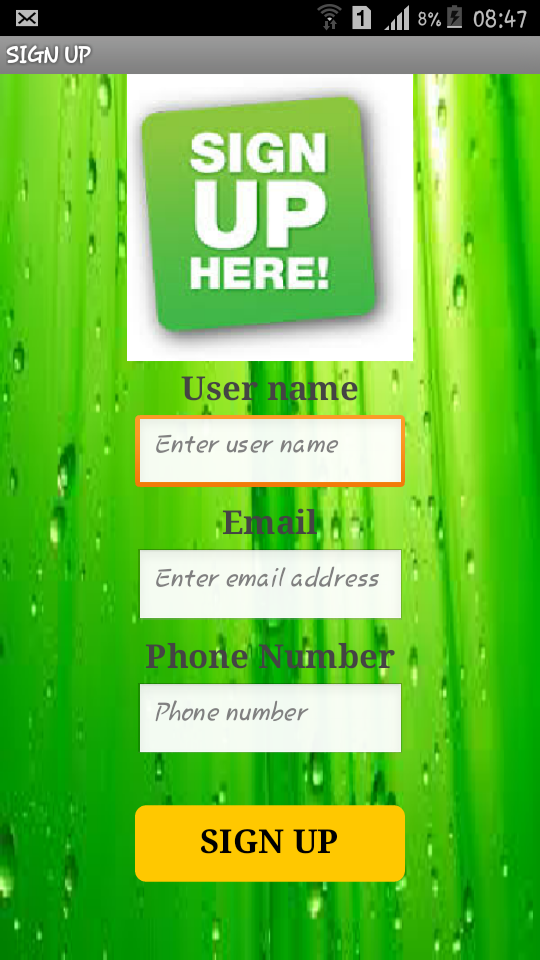 1
8%
08:47
SIGN UP
SIGN
UP
HERE!
User name
Enter user name
Email
Enter email address
Phone Number
Phone number
SIGN UP